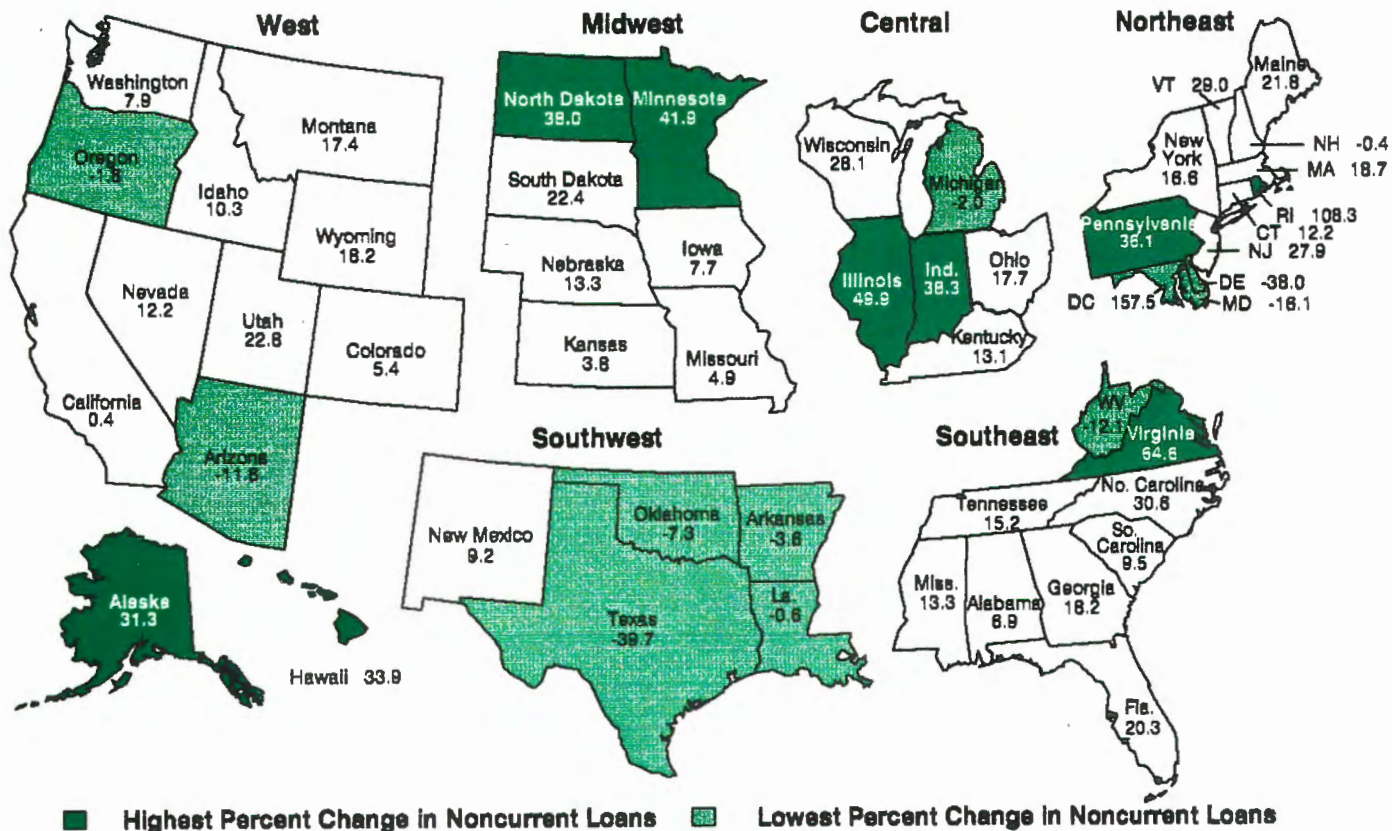 West
Washington
7.9
Oregon
Montana
17.4
Idaho
10.3
Wyoming
18.2
Nevada
12.2
Utah
22.8
Colorado
5.4
California
0.4
Arizona
Alaska
31.3
Hawaii 33.9
Midwest
North Dakota
38.0
Minnesota
41.9
South Dakota
22.4
Nebraska
13.3
Iowa
7.7
Kansas
3.8
Missouri
4.9
Central
Wisconsin
28.1
Michigan
-2.0
Illinois
49.9
Ind.
38.3
Ohio
17.7
Kentucky
13.1
Northeast
Maine
21.8
VT 29.0
New
York
16.6
NH -0.4
MA 18.7
RI 108.3
CT 12.2
NJ 27.9
Pennsylvania
36.1
DE -38.0
MD -16.1
DC 157.5
Southwest
New Mexico
9.2
Oklahoma
-7.3
Arkansas
-3.6
Texas
-39.7
La.
-0.6
Southeast
WV
-12.1
Virginia
54.6
Tennessee
15.2
No. Carolina
30.6
So.
Carolina
9.5
Miss.
13.3
Alabama
6.9
Georgia
18.2
Fla.
20.3
Highest Percent Change in Noncurrent Loans
Lowest Percent Change in Noncurrent Loans